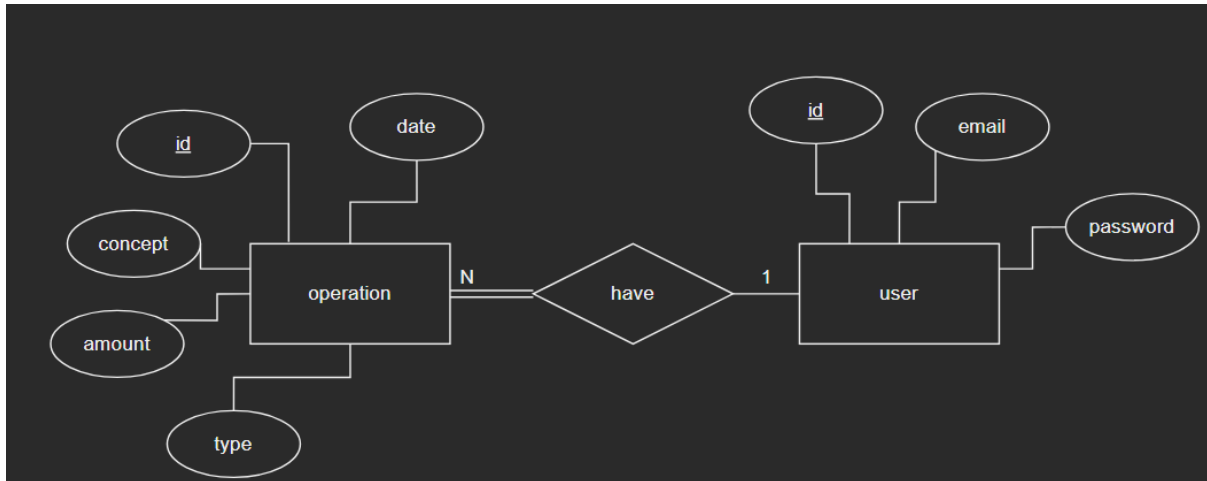 id
date
id
email
concept
password
operation
N
have
1
user
amount
type